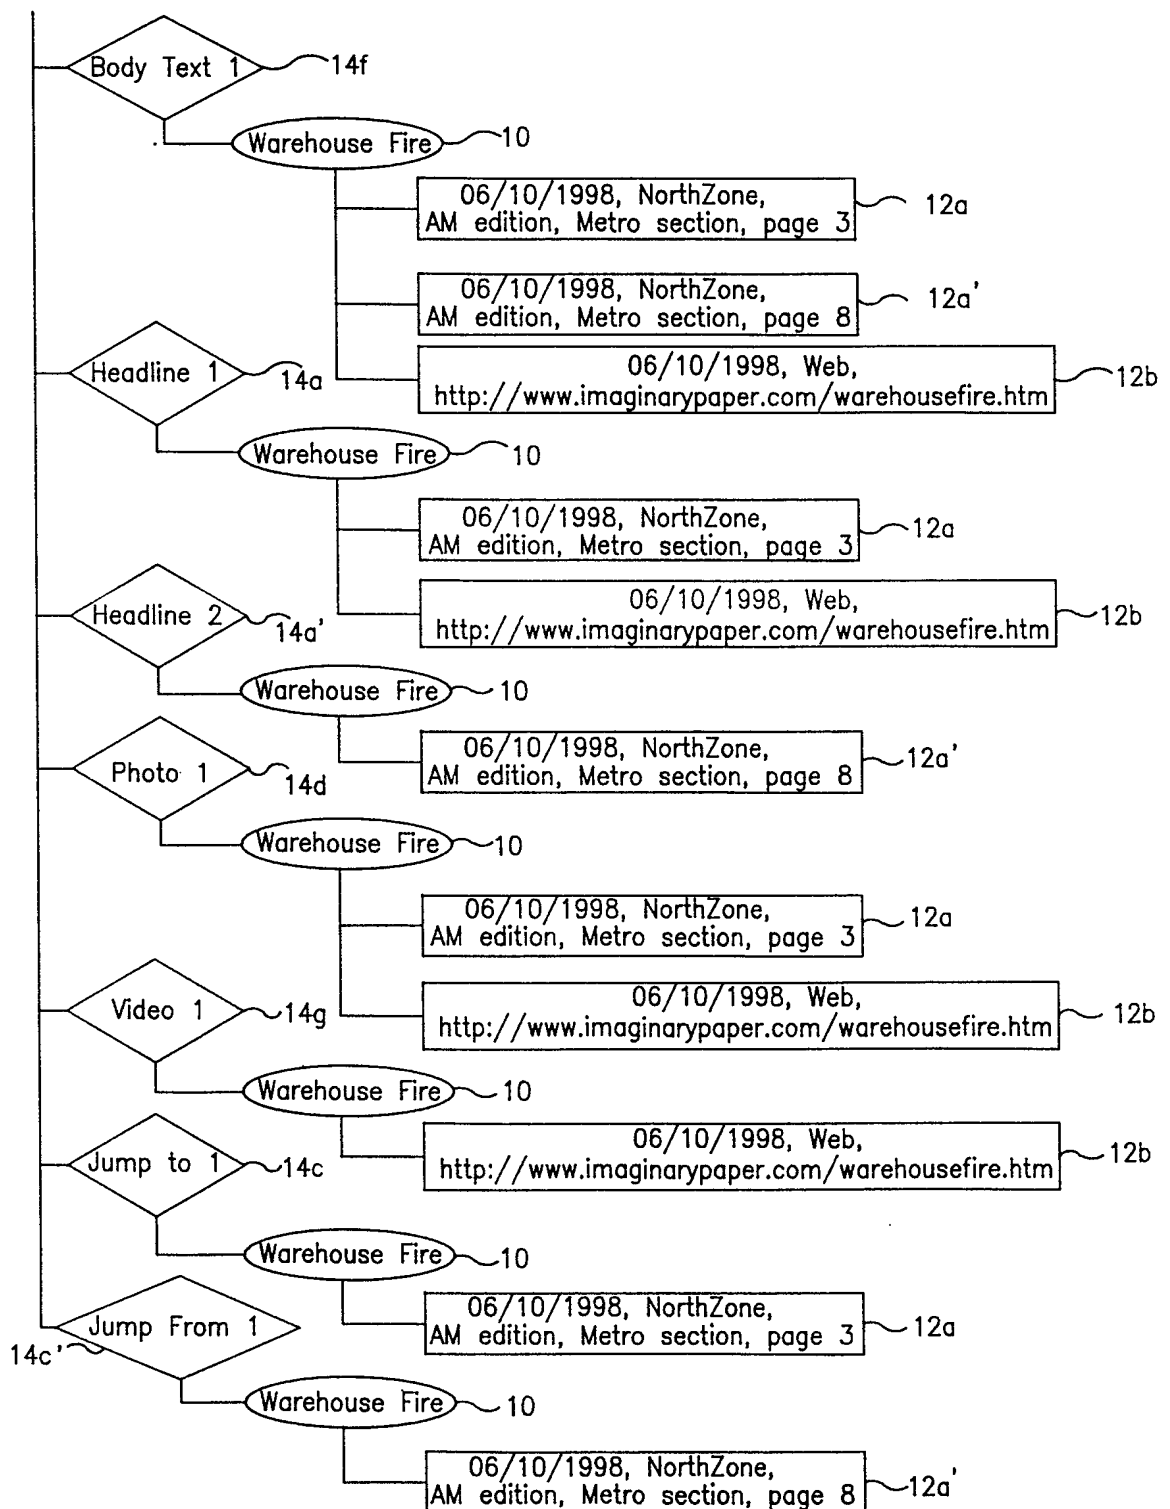 Body Text 1
14f
Warehouse Fire
10
06/10/1998, NorthZone,
AM edition, Metro section, page 3
12a
06/10/1998, NorthZone,
AM edition, Metro section, page 8
12a'
Headline 1
14a
06/10/1998, Web,
http://www.imaginarypaper.com/warehousefire.htm
12b
Warehouse Fire
10
06/10/1998, NorthZone,
AM edition, Metro section, page 3
12a
Headline 2
14a'
06/10/1998, Web,
http://www.imaginarypaper.com/warehousefire.htm
12b
Warehouse Fire
10
06/10/1998, NorthZone,
AM edition, Metro section, page 8
12a'
Photo 1
14d
Warehouse Fire
10
06/10/1998, NorthZone,
AM edition, Metro section, page 3
12a
Video 1
14g
06/10/1998, Web,
http://www.imaginarypaper.com/warehousefire.htm
12b
Warehouse Fire
10
Jump to 1
14c
06/10/1998, Web,
http://www.imaginarypaper.com/warehousefire.htm
12b
Warehouse Fire
10
Jump From 1
14c'
06/10/1998, NorthZone,
AM edition, Metro section, page 3
12a
Warehouse Fire
10
06/10/1998, NorthZone,
AM edition, Metro section, page 8
12a'